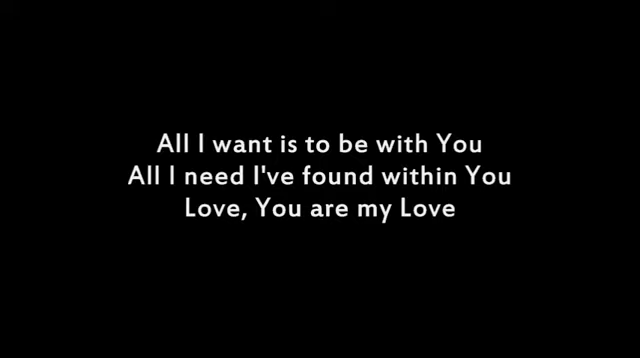 All I want is to be with You
All I need I've found within You
Love, You are my Love